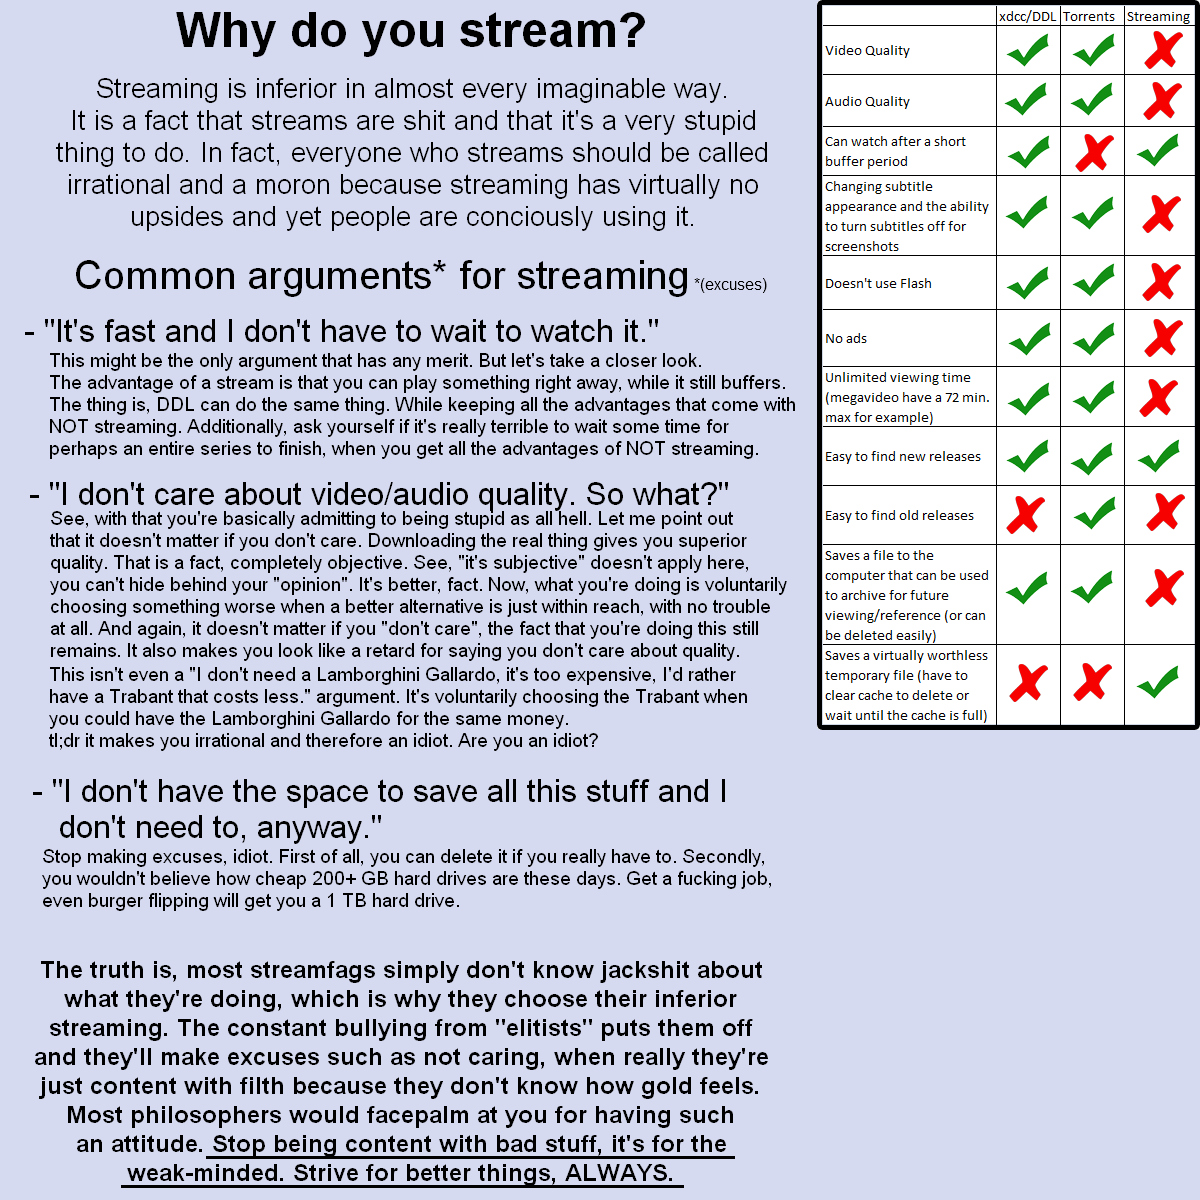 Why do you stream?
Streaming is inferior in almost every imaginable way.
It is a fact that streams are shit and that it's a very stupid
thing to do. In fact, everyone who streams should be called
irrational and a moron because streaming has virtually no
upsides and yet people are conciously using it.
Common arguments* for streaming *(excuses)
- "It's fast and I don't have to wait to watch it."
This might be the only argument that has any merit. But let's take a closer look.
The advantage of a stream is that you can play something right away, while it still buffers.
The thing is, DDL can do the same thing. While keeping all the advantages that come with
NOT streaming. Additionally, ask yourself if it's really terrible to wait some time for
perhaps an entire series to finish, when you get all the advantages of NOT streaming.
- "I don't care about video/audio quality. So what?"
See, with that you're basically admitting to being stupid as all hell. Let me point out
that it doesn't matter if you don't care. Downloading the real thing gives you superior
quality. That is a fact, completely objective. See, "it's subjective" doesn't apply here,
you can't hide behind your "opinion". It's better, fact. Now, what you're doing is voluntarily
choosing something worse when a better alternative is just within reach, with no trouble
at all. And again, it doesn't matter if you "don't care", the fact that you're doing this still
remains. It also makes you look like a retard for saying you don't care about quality.
This isn't even a "I don't need a Lamborghini Gallardo, it's too expensive, I'd rather
have a Trabant that costs less." argument. It's voluntarily choosing the Trabant when
you could have the Lamborghini Gallardo for the same money.
tl;dr it makes you irrational and therefore an idiot. Are you an idiot?
- "I don't have the space to save all this stuff and I
don't need to, anyway."
Stop making excuses, idiot. First of all, you can delete it if you really have to. Secondly,
you wouldn't believe how cheap 200+ GB hard drives are these days. Get a fucking job,
even burger flipping will get you a 1 TB hard drive.
The truth is, most streamfags simply don't know jackshit about
what they're doing, which is why they choose their inferior
streaming. The constant bullying from "elitists" puts them off
and they'll make excuses such as not caring, when really they're
just content with filth because they don't know how gold feels.
Most philosophers would facepalm at you for having such
an attitude. Stop being content with bad stuff, it's for the
weak-minded. Strive for better things, ALWAYS.
xdcc/DDL Torrents Streaming
Video Quality
Audio Quality
Can watch after a short
buffer period
Changing subtitle
appearance and the ability
to turn subtitles off for
screenshots
Doesn't use Flash
No ads
Unlimited viewing time
(megavideo have a 72 min.
max for example)
Easy to find new releases
Easy to find old releases
Saves a file to the
computer that can be used
to archive for future
viewing/reference (or can
be deleted easily)
Saves a virtually worthless
temporary file (have to
clear cache to delete or
wait until the cache is full)